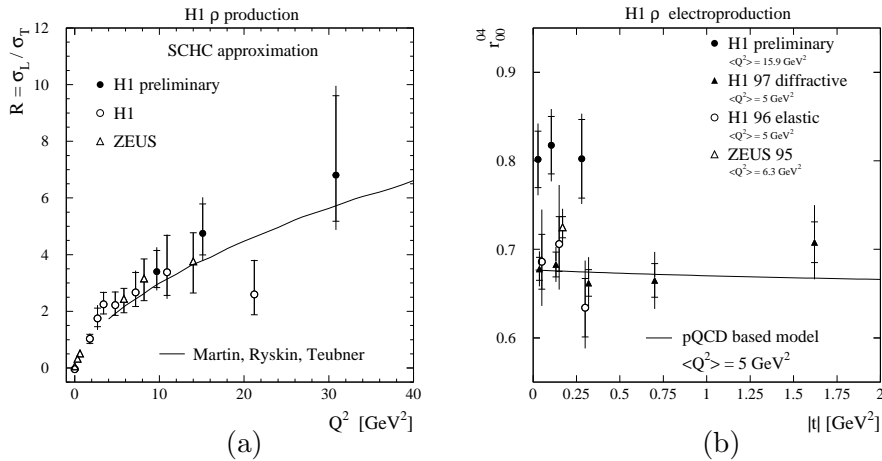 H1 ρ production
R = σL / σT
12
10
8
6
4
2
0
SCHC approximation
H1 preliminary
H1
ZEUS
Martin, Ryskin, Teubner
0 10 20 30 40
Q² [GeV²]
(a)
H1 ρ electroproduction
r⁰⁴₀₀
0.9
0.8
0.7
0.6
H1 preliminary
<Q²> = 15.9 GeV²
H1 97 diffractive
<Q²> = 5 GeV²
H1 96 elastic
<Q²> = 5 GeV²
ZEUS 95
<Q²> = 6.3 GeV²
pQCD based model
<Q²> = 5 GeV²
0 0.25 0.5 0.75 1 1.25 1.5 1.75 2
|t| [GeV²]
(b)